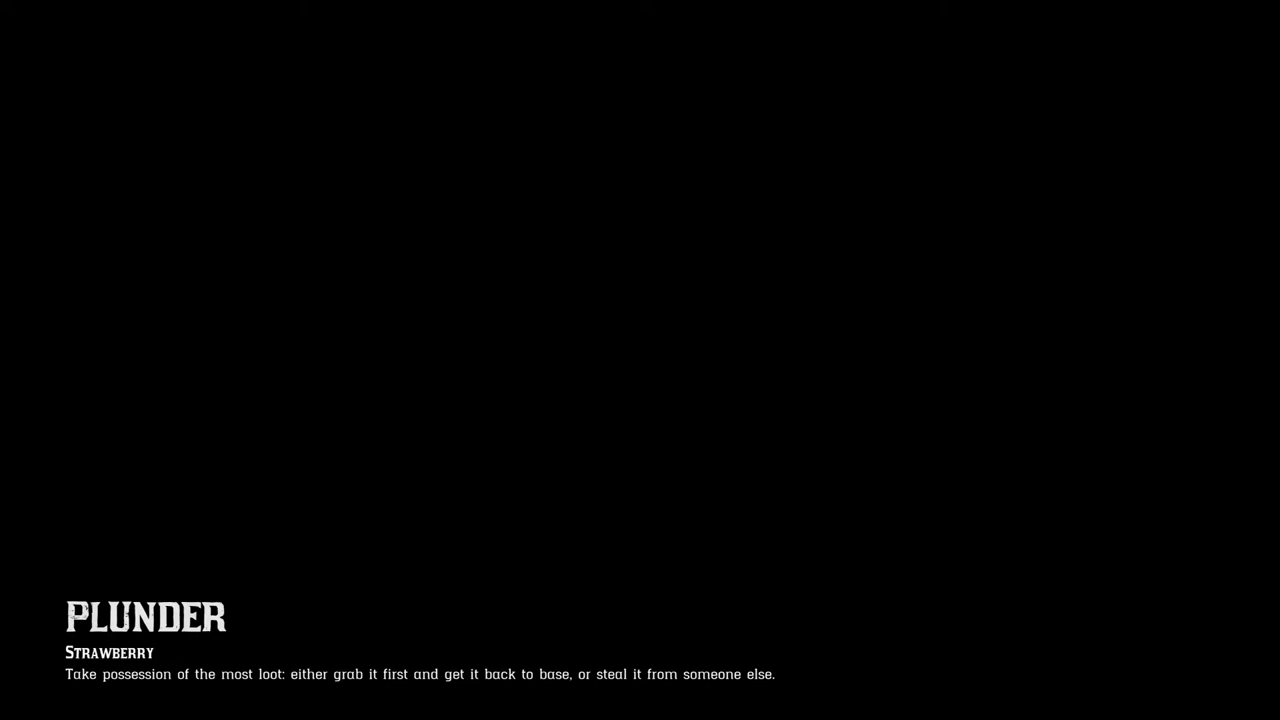 PLUNDER
STRAWBERRY
Take possession of the most loot: either grab it first and get it back to base, or steal it from someone else.